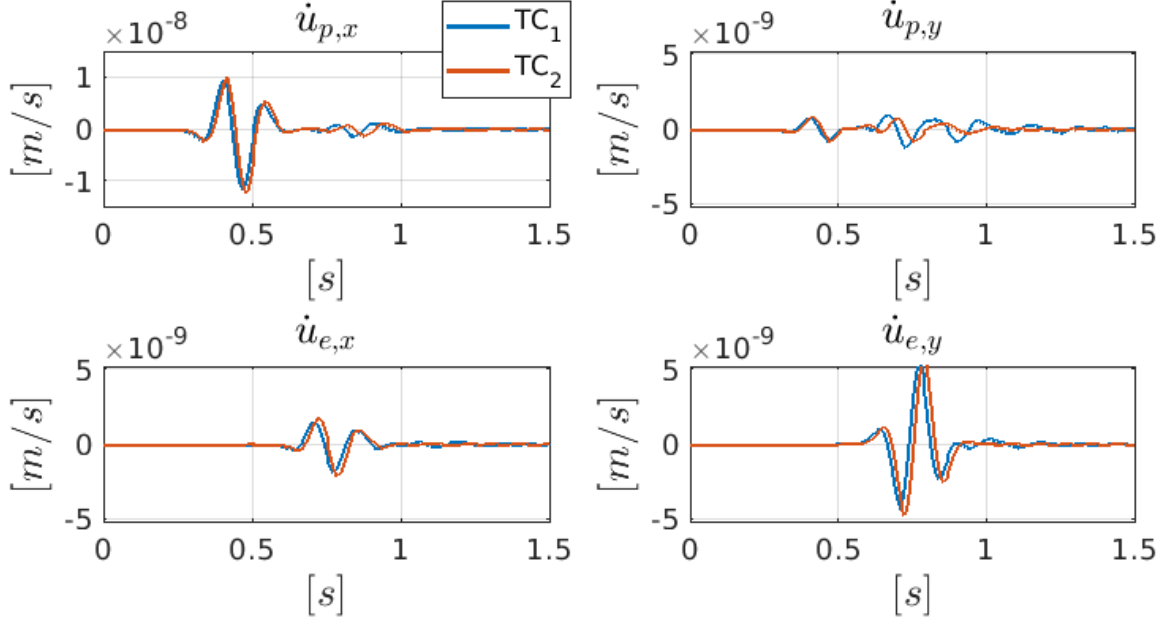 u̇p,x
×10-8
TC1
TC2
[m/s]
1
0
-1
0 0.5 1 1.5
[s]
u̇p,y
×10-9
[m/s]
5
0
-5
0 0.5 1 1.5
[s]
u̇e,x
×10-9
[m/s]
5
0
-5
0 0.5 1 1.5
[s]
u̇e,y
×10-9
[m/s]
5
0
-5
0 0.5 1 1.5
[s]